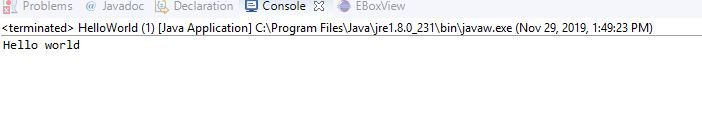 Problems @ Javadoc Declaration Console EBoxView
<terminated> HelloWorld (1) [Java Application] C:\Program Files\Java\jre1.8.0_231\bin\javaw.exe (Nov 29, 2019, 1:49:23 PM)
Hello world